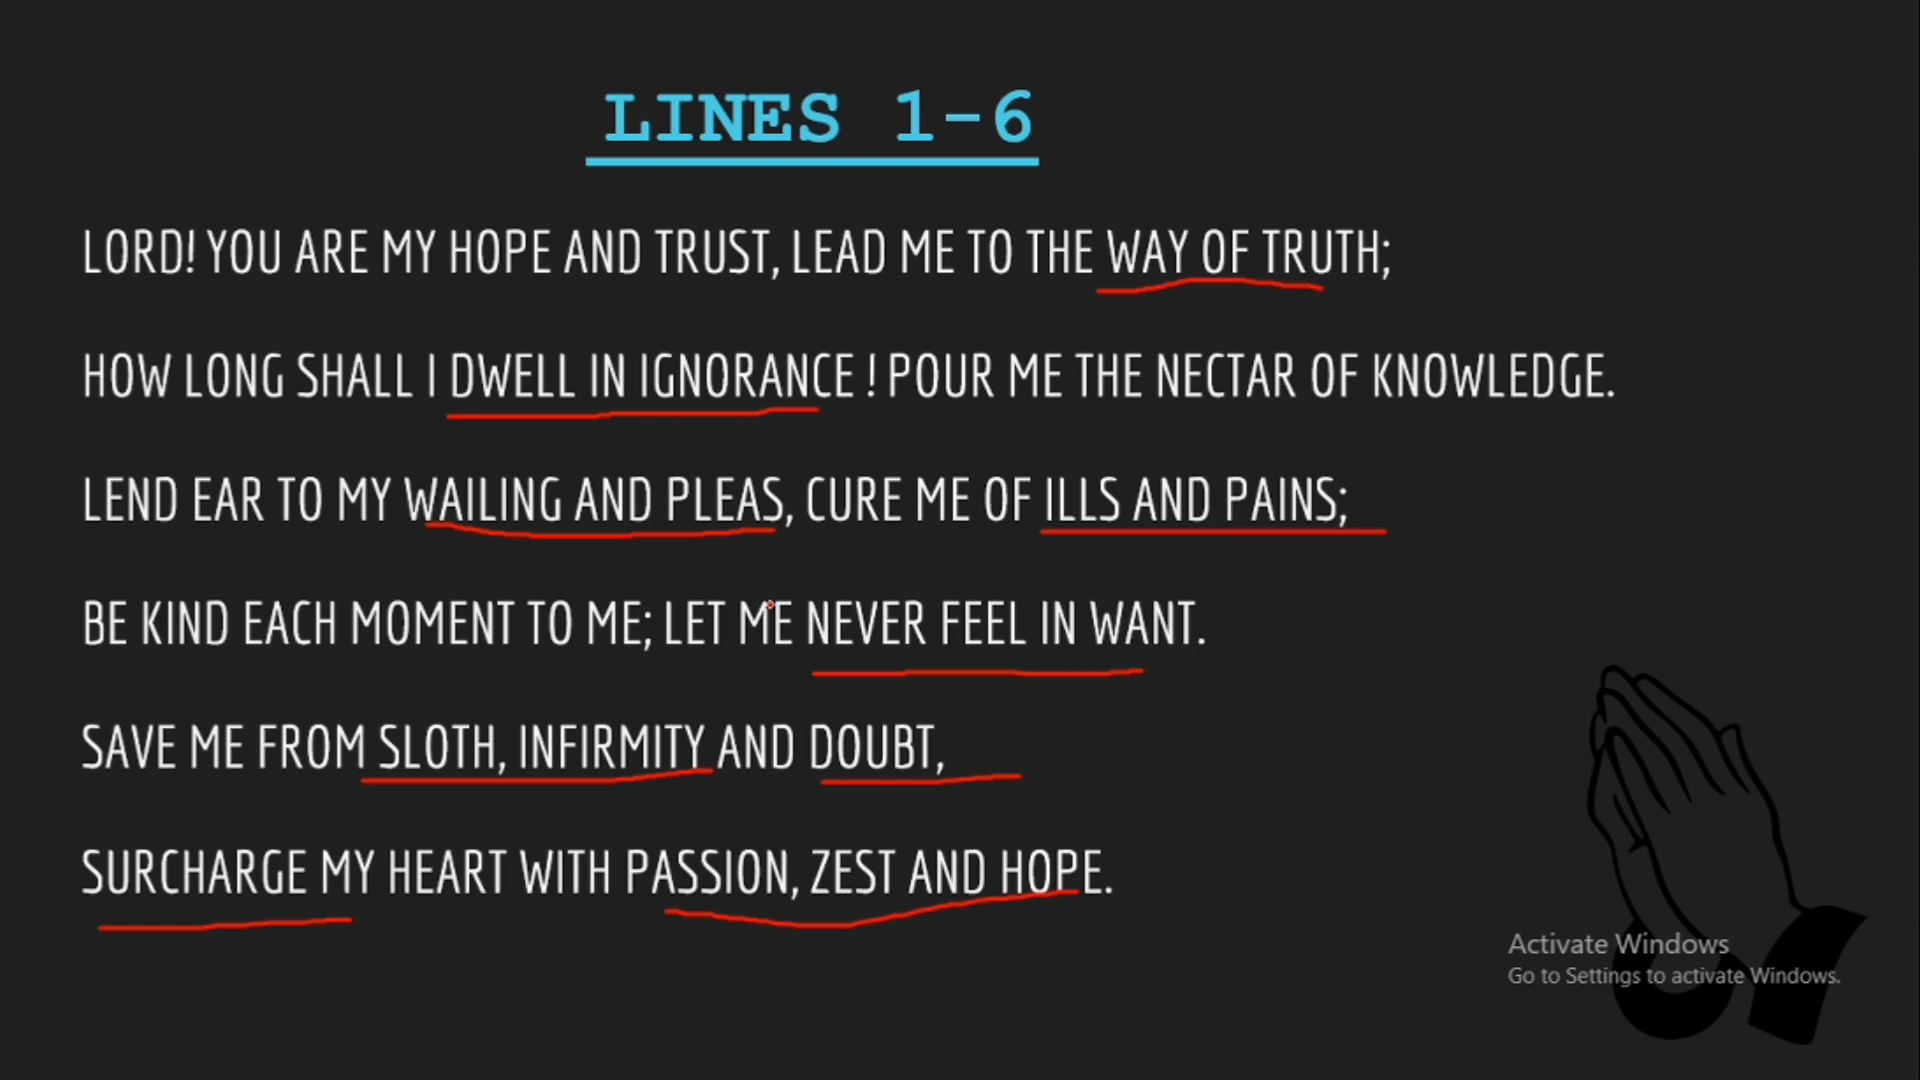 LINES 1-6
LORD! YOU ARE MY HOPE AND TRUST, LEAD ME TO THE WAY OF TRUTH;
HOW LONG SHALL I DWELL IN IGNORANCE ! POUR ME THE NECTAR OF KNOWLEDGE.
LEND EAR TO MY WAILING AND PLEAS, CURE ME OF ILLS AND PAINS;
BE KIND EACH MOMENT TO ME; LET ME NEVER FEEL IN WANT.
SAVE ME FROM SLOTH, INFIRMITY AND DOUBT,
SURCHARGE MY HEART WITH PASSION, ZEST AND HOPE.
Activate Windows
Go to Settings to activate Windows.